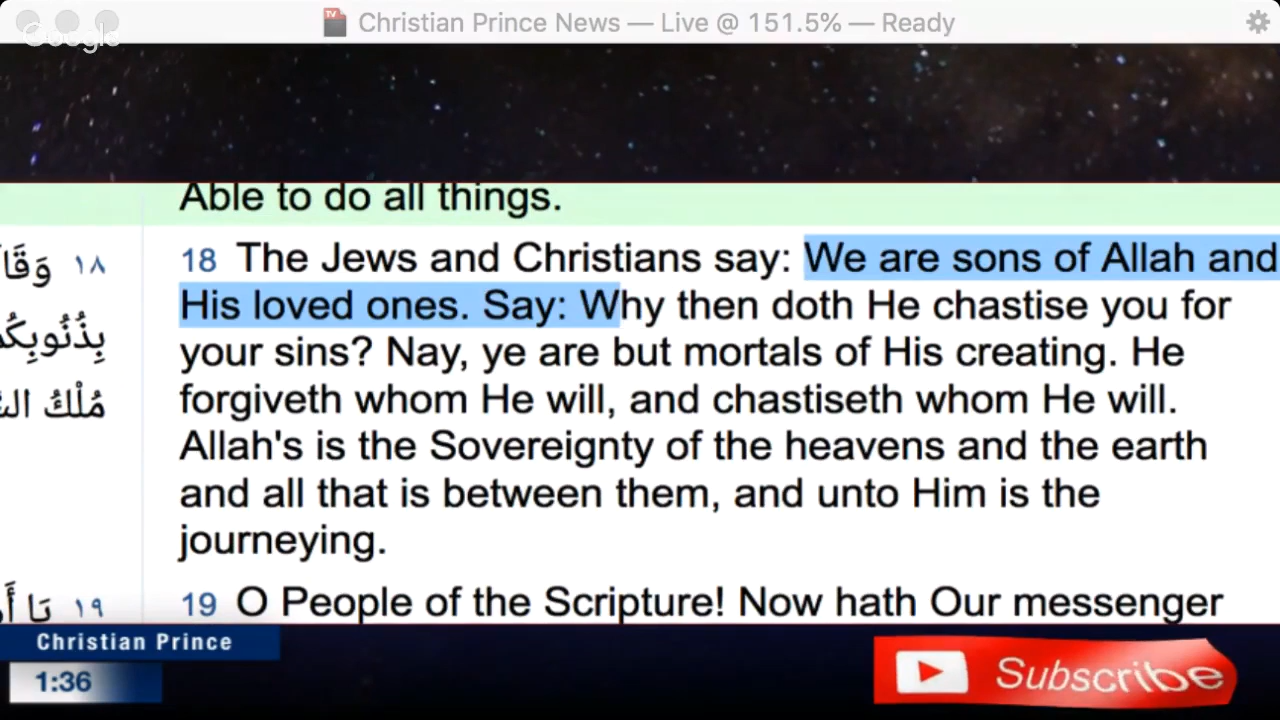 Christian Prince News — Live @ 151.5% — Ready
Google
Able to do all things.
18 The Jews and Christians say: We are sons of Allah and
His loved ones. Say: Why then doth He chastise you for
your sins? Nay, ye are but mortals of His creating. He
forgiveth whom He will, and chastiseth whom He will.
Allah's is the Sovereignty of the heavens and the earth
and all that is between them, and unto Him is the
journeying.
١٨
مُلْكُ
19 O People of the Scripture! Now hath Our messenger
١٩ يَا
Christian Prince
1:36
Subscribe